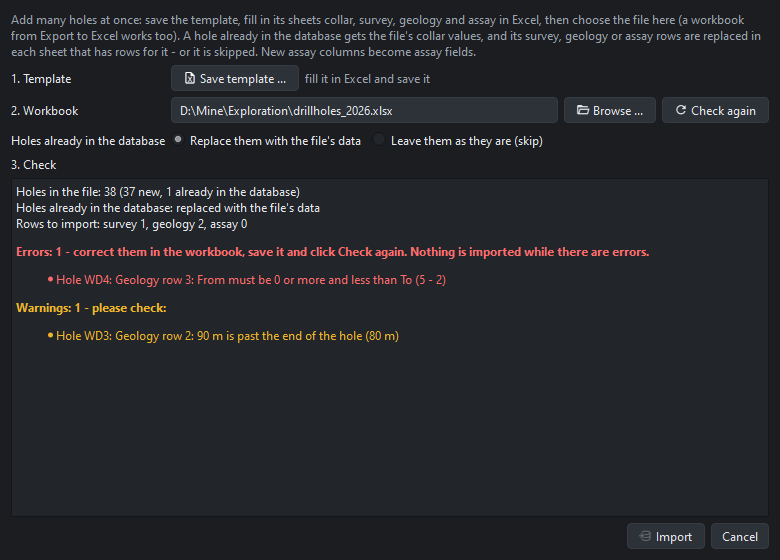 Add many holes at once: save the template, fill in its sheets collar, survey, geology and assay in Excel, then choose the file here (a workbook
from Export to Excel works too). A hole already in the database gets the file's collar values, and its survey, geology or assay rows are replaced in
each sheet that has rows for it - or it is skipped. New assay columns become assay fields.
1. Template Save template ... fill it in Excel and save it
2. Workbook D:\Mine\Exploration\drillholes_2026.xlsx Browse ... Check again
Holes already in the database Replace them with the file's data Leave them as they are (skip)
3. Check
Holes in the file: 38 (37 new, 1 already in the database)
Holes already in the database: replaced with the file's data
Rows to import: survey 1, geology 2, assay 0
Errors: 1 - correct them in the workbook, save it and click Check again. Nothing is imported while there are errors.
• Hole WD4: Geology row 3: From must be 0 or more and less than To (5 - 2)
Warnings: 1 - please check:
• Hole WD3: Geology row 2: 90 m is past the end of the hole (80 m)
Import Cancel